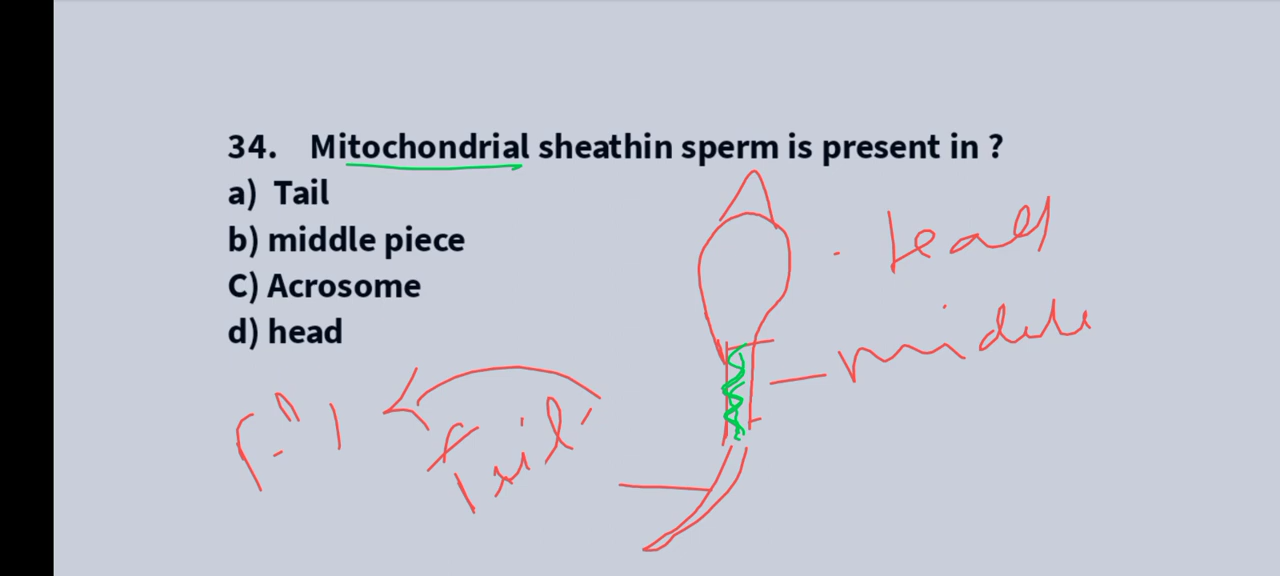 34. Mitochondrial sheathin sperm is present in ?
a) Tail
b) middle piece
C) Acrosome
d) head
head
middle
Tail